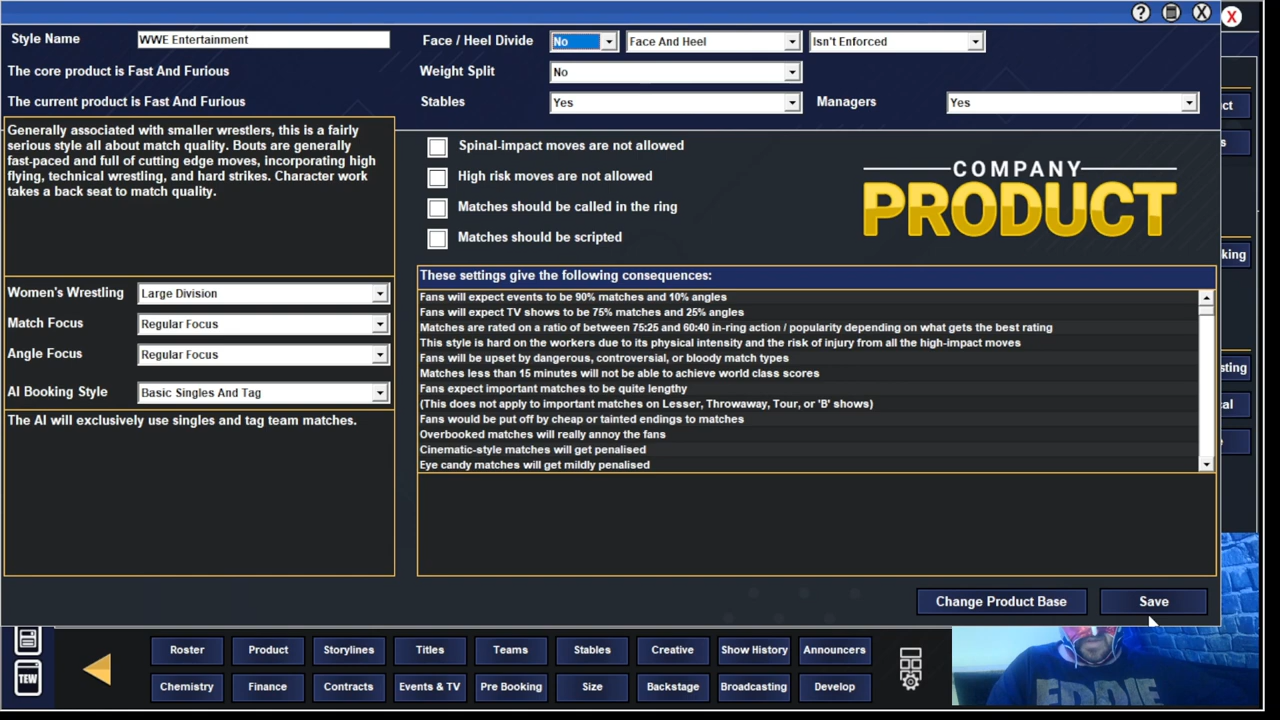 Style Name WWE Entertainment
Face / Heel Divide No Face And Heel Isn't Enforced
The core product is Fast And Furious
Weight Split No
The current product is Fast And Furious
Stables Yes Managers Yes
Generally associated with smaller wrestlers, this is a fairly
serious style all about match quality. Bouts are generally
fast-paced and full of cutting edge moves, incorporating high
flying, technical wrestling, and hard strikes. Character work
takes a back seat to match quality.
Spinal-impact moves are not allowed
High risk moves are not allowed
Matches should be called in the ring
Matches should be scripted
COMPANY
PRODUCT
Women's Wrestling Large Division
Match Focus Regular Focus
Angle Focus Regular Focus
AI Booking Style Basic Singles And Tag
The AI will exclusively use singles and tag team matches.
These settings give the following consequences:
Fans will expect events to be 90% matches and 10% angles
Fans will expect TV shows to be 75% matches and 25% angles
Matches are rated on a ratio of between 75:25 and 60:40 in-ring action / popularity depending on what gets the best rating
This style is hard on the workers due to its physical intensity and the risk of injury from all the high-impact moves
Fans will be upset by dangerous, controversial, or bloody match types
Matches less than 15 minutes will not be able to achieve world class scores
Fans expect important matches to be quite lengthy
(This does not apply to important matches on Lesser, Throwaway, Tour, or 'B' shows)
Fans would be put off by cheap or tainted endings to matches
Overbooked matches will really annoy the fans
Cinematic-style matches will get penalised
Eye candy matches will get mildly penalised
Change Product Base Save
Roster Product Storylines Titles Teams Stables Creative Show History Announcers
Chemistry Finance Contracts Events & TV Pre Booking Size Backstage Broadcasting Develop
TEW
EDDIE